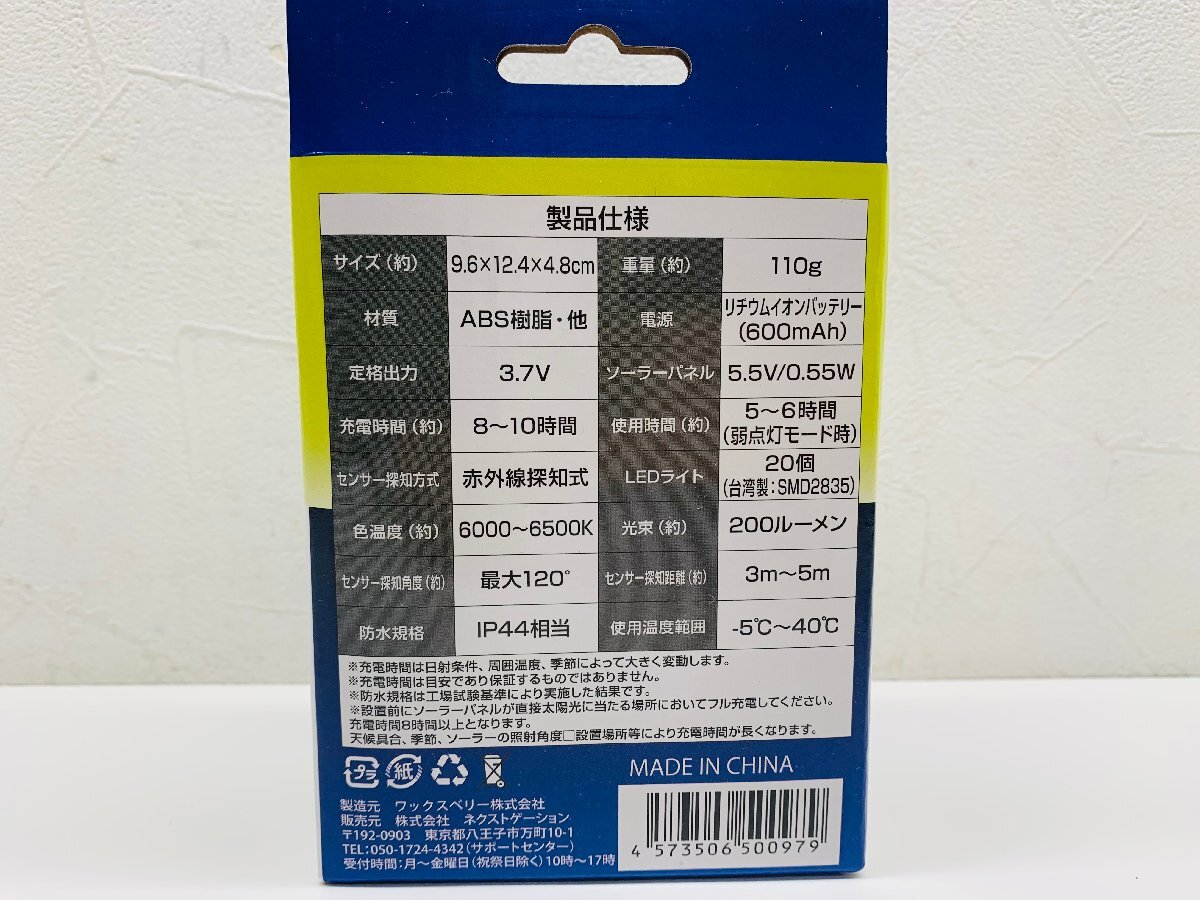 製品仕様
サイズ(約) 9.6×12.4×4.8cm 重量(約) 110g
材質 ABS樹脂・他 電源 リチウムイオンバッテリー
(600mAh)
定格出力 3.7V ソーラーパネル 5.5V/0.55W
充電時間(約) 8〜10時間 使用時間(約) 5〜6時間
(弱点灯モード時)
センサー探知方式 赤外線探知式 LEDライト 20個
(台湾製:SMD2835)
色温度(約) 6000〜6500K 光束(約) 200ルーメン
センサー探知角度(約) 最大120° センサー探知距離(約) 3m〜5m
防水規格 IP44相当 使用温度範囲 -5℃〜40℃
※充電時間は日射条件、周囲温度、季節によって大きく変動します。
※充電時間は目安であり保証するものではありません。
※防水規格は工場試験基準により実施した結果です。
※設置前にソーラーパネルが直接太陽光に当たる場所においてフル充電してください。
充電時間8時間以上となります。
天候具合、季節、ソーラーの照射角度□設置場所等により充電時間が長くなります。
プラ 紙
MADE IN CHINA
製造元 ワックスベリー株式会社
販売元 株式会社 ネクストゲーション
〒192-0903 東京都八王子市万町10-1
TEL:050-1724-4342(サポートセンター)
受付時間:月〜金曜日(祝祭日除く)10時〜17時
4 573506 500979